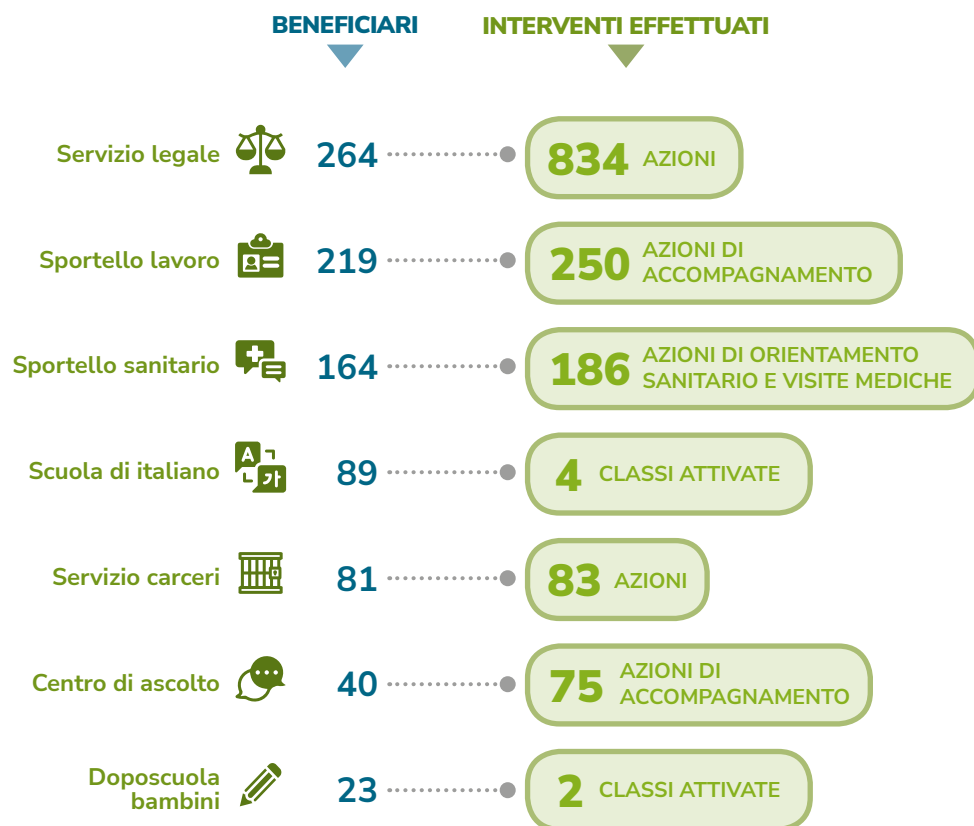 BENEFICIARI INTERVENTI EFFETTUATI
Servizio legale 264 834 AZIONI
Sportello lavoro 219 250 AZIONI DI
ACCOMPAGNAMENTO
Sportello sanitario 164 186 AZIONI DI ORIENTAMENTO
SANITARIO E VISITE MEDICHE
A
가
Scuola di italiano 89 4 CLASSI ATTIVATE
Servizio carceri 81 83 AZIONI
Centro di ascolto 40 75 AZIONI DI
ACCOMPAGNAMENTO
Doposcuola
bambini 23 2 CLASSI ATTIVATE